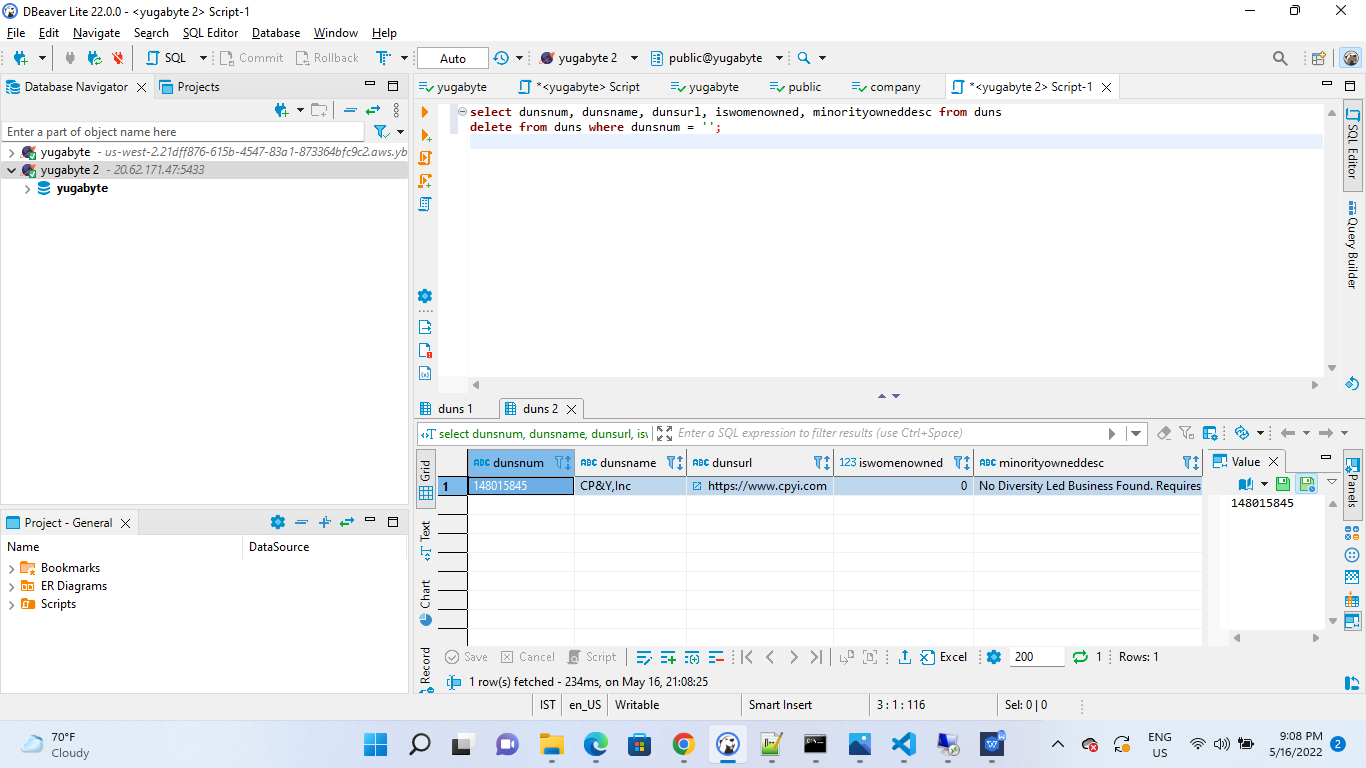 DBeaver Lite 22.0.0 - <yugabyte 2> Script-1
File Edit Navigate Search SQL Editor Database Window Help
SQL Commit Rollback Auto yugabyte 2 public@yugabyte
Database Navigator Projects
Enter a part of object name here
yugabyte - us-west-2.21dff876-615b-4547-83a1-873364bfc9c2.aws.yb
yugabyte 2 - 20.62.171.47:5433
yugabyte
yugabyte *<yugabyte> Script yugabyte public company *<yugabyte 2> Script-1
select dunsnum, dunsname, dunsurl, iswomenowned, minorityowneddesc from duns
delete from duns where dunsnum = '';
SQL Editor
Query Builder
duns 1 duns 2
select dunsnum, dunsname, dunsurl, isw Enter a SQL expression to filter results (use Ctrl+Space)
Grid
Text
Chart
Record
ABC dunsnum ABC dunsname ABC dunsurl 123 iswomenowned ABC minorityowneddesc
1 148015845 CP&Y,Inc https://www.cpyi.com 0 No Diversity Led Business Found. Requires
Value
148015845
Panels
Save Cancel Script Excel 200 1 Rows: 1
1 row(s) fetched - 234ms, on May 16, 21:08:25
Project - General
Name DataSource
Bookmarks
ER Diagrams
Scripts
IST en_US Writable Smart Insert 3 : 1 : 116 Sel: 0 | 0
70°F
Cloudy
ENG
US
9:08 PM
5/16/2022
2